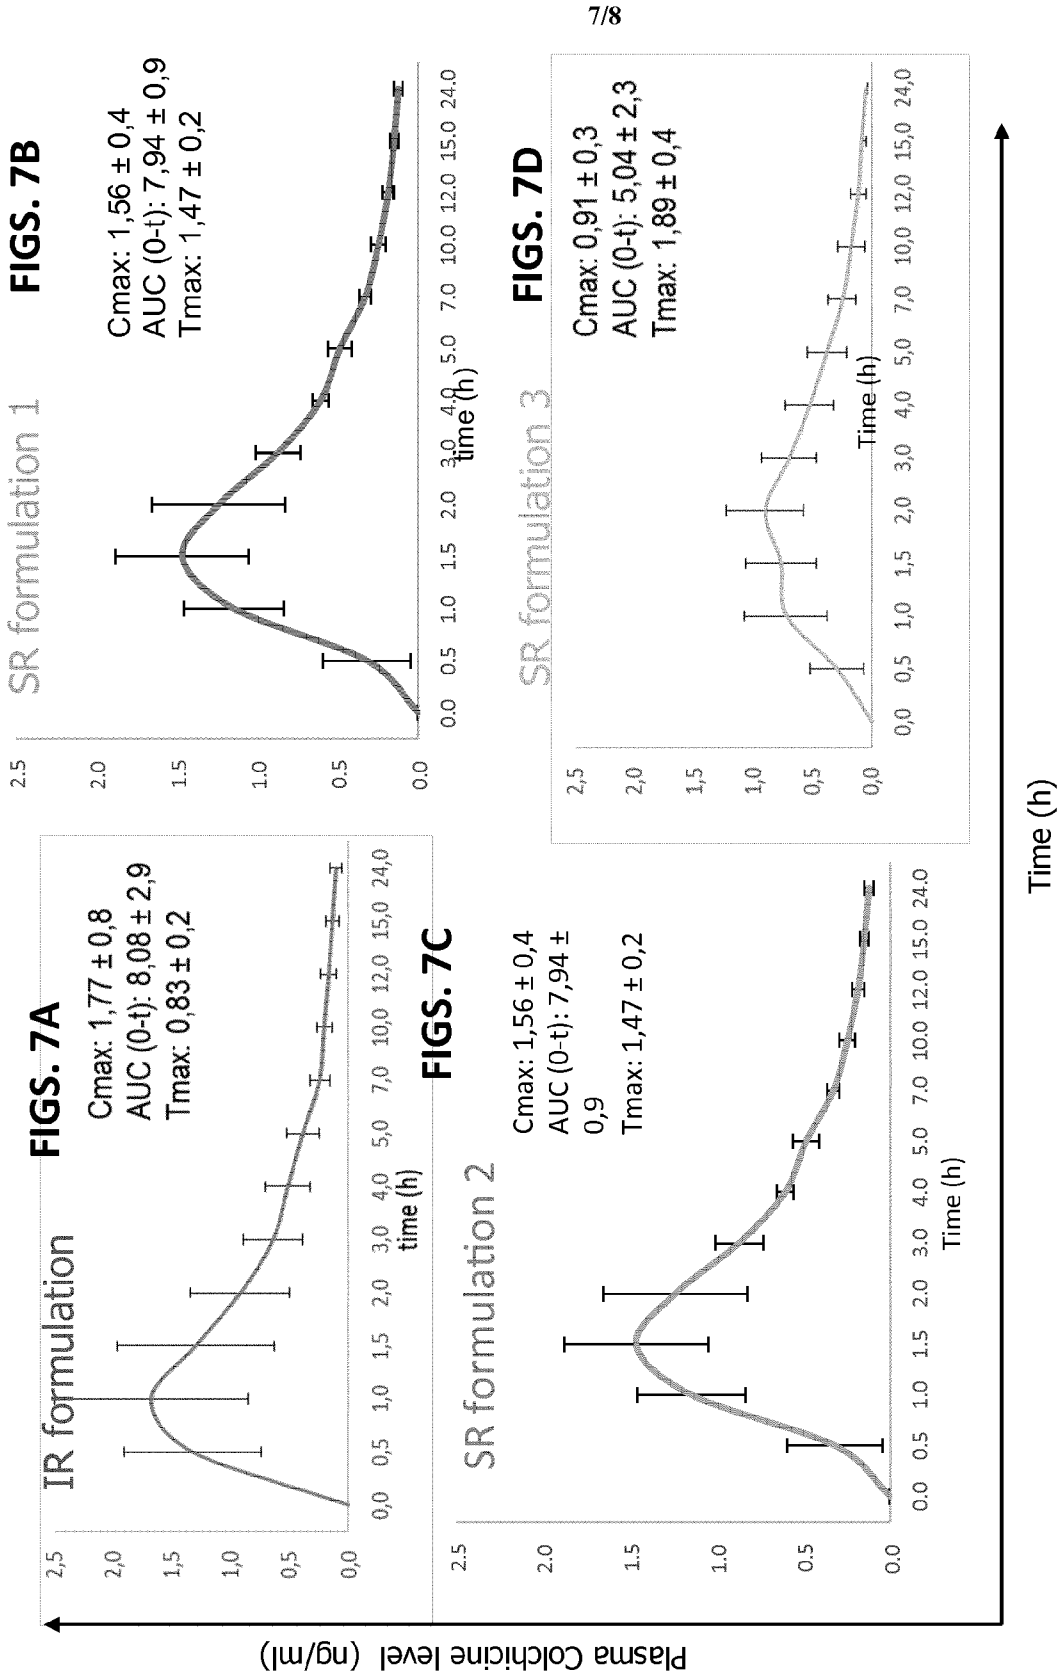 7/8
FIGS. 7A
IR formulation
Cmax: 1,77 ± 0,8
AUC (0-t): 8,08 ± 2,9
Tmax: 0,83 ± 0,2
2,5
2,0
1,5
1,0
0,5
0,0
0,0 0,5 1,0 1,5 2,0 3,0 4,0 5,0 7,0 10,0 12,0 15,0 24,0
time (h)
FIGS. 7B
SR formulation 1
Cmax: 1,56 ± 0,4
AUC (0-t): 7,94 ± 0,9
Tmax: 1,47 ± 0,2
2.5
2.0
1.5
1.0
0.5
0.0
0.0 0.5 1.0 1.5 2.0 3.0 4.0 5.0 7.0 10.0 12.0 15.0 24.0
time (h)
FIGS. 7C
SR formulation 2
Cmax: 1,56 ± 0,4
AUC (0-t): 7,94 ±
0,9
Tmax: 1,47 ± 0,2
2.5
2.0
1.5
1.0
0.5
0.0
0.0 0.5 1.0 1.5 2.0 3.0 4.0 5.0 7.0 10.0 12.0 15.0 24.0
Time (h)
FIGS. 7D
SR formulation 3
Cmax: 0,91 ± 0,3
AUC (0-t): 5,04 ± 2,3
Tmax: 1,89 ± 0,4
2,5
2,0
1,5
1,0
0,5
0,0
0,0 0,5 1,0 1,5 2,0 3,0 4,0 5,0 7,0 10,0 12,0 15,0 24,0
Time (h)
Plasma Colchicine level (ng/ml)
Time (h)